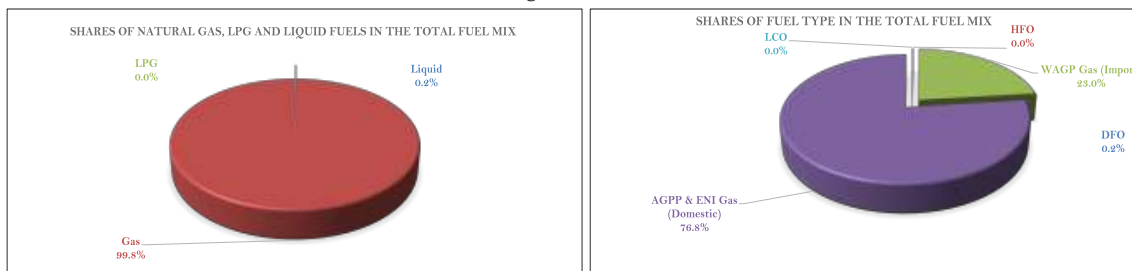 SHARES OF NATURAL GAS, LPG AND LIQUID FUELS IN THE TOTAL FUEL MIX
LPG
0.0%
Liquid
0.2%
Gas
99.8%
SHARES OF FUEL TYPE IN THE TOTAL FUEL MIX
LCO
0.0%
HFO
0.0%
WAGP Gas (Impor
23.0%
DFO
0.2%
AGPP & ENI Gas
(Domestic)
76.8%